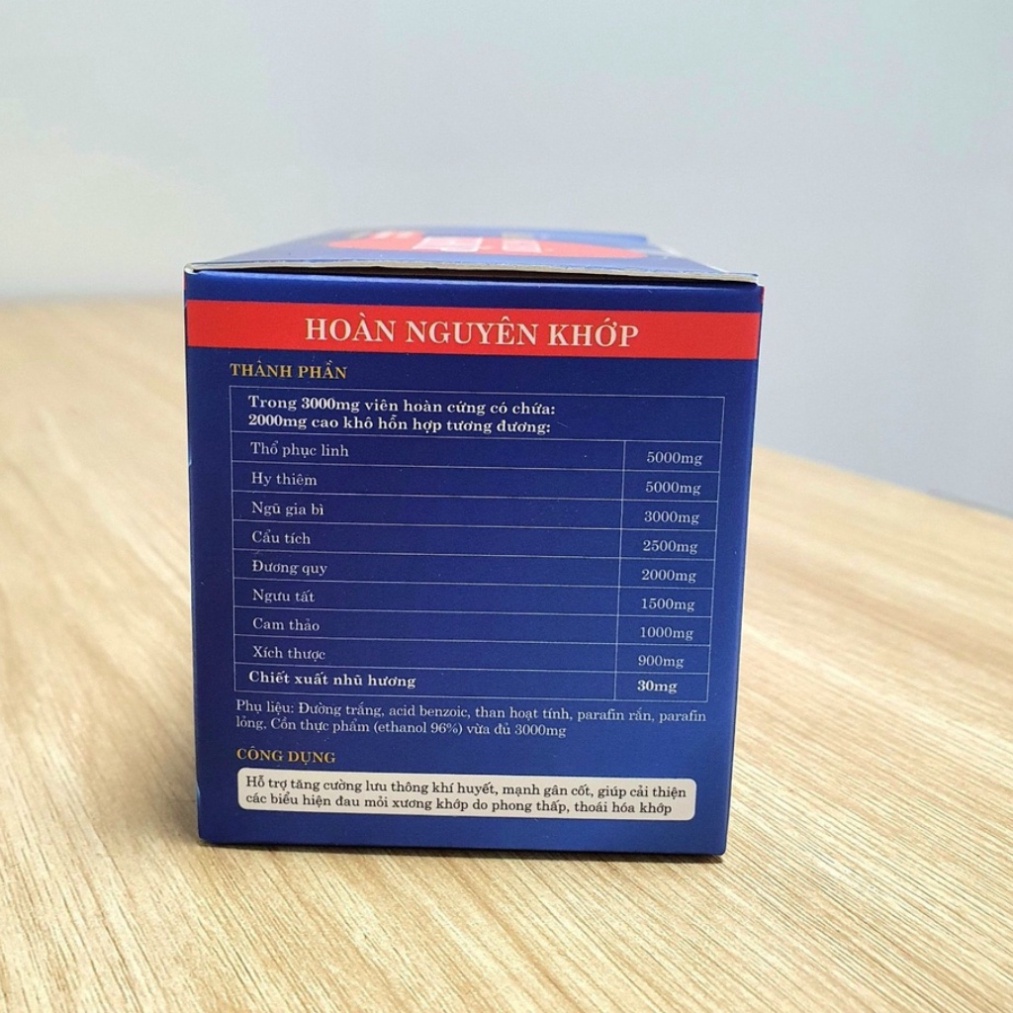 HOÀN NGUYÊN KHỚP
THÀNH PHẦN
Trong 3000mg viên hoàn cứng có chứa:
2000mg cao khô hỗn hợp tương đương:
Thổ phục linh 5000mg
Hy thiêm 5000mg
Ngũ gia bì 3000mg
Cẩu tích 2500mg
Đương quy 2000mg
Ngưu tất 1500mg
Cam thảo 1000mg
Xích thược 900mg
Chiết xuất nhũ hương 30mg
Phụ liệu: Đường trắng, acid benzoic, than hoạt tính, parafin rắn, parafin
lỏng, Cồn thực phẩm (ethanol 96%) vừa đủ 3000mg
CÔNG DỤNG
Hỗ trợ tăng cường lưu thông khí huyết, mạnh gân cốt, giúp cải thiện
các biểu hiện đau mỏi xương khớp do phong thấp, thoái hóa khớp